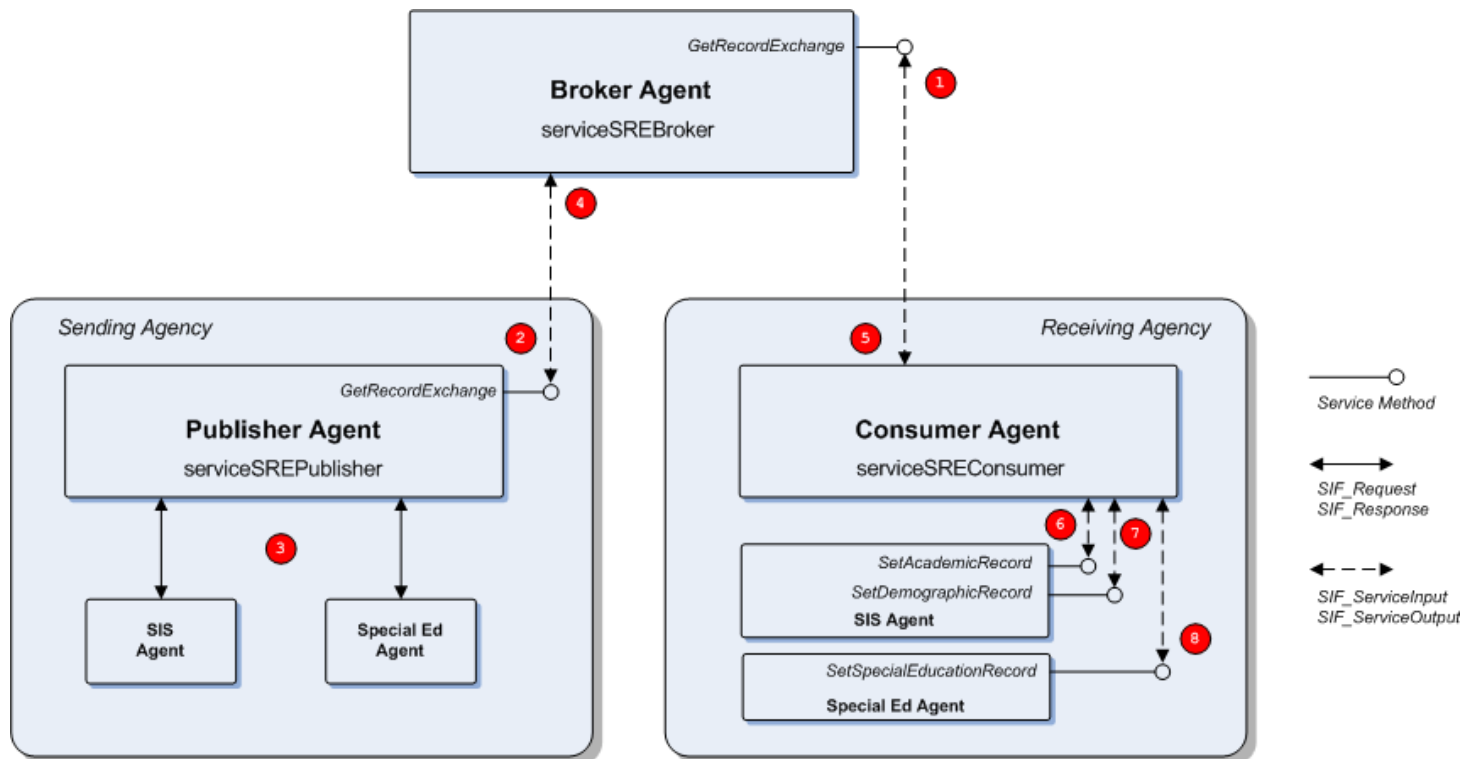 GetRecordExchange
1
Broker Agent
serviceSREBroker
4
Sending Agency
2
GetRecordExchange
Publisher Agent
serviceSREPublisher
3
SIS
Agent
Special Ed
Agent
Receiving Agency
5
Consumer Agent
serviceSREConsumer
6
7
SetAcademicRecord
SetDemographicRecord
SIS Agent
8
SetSpecialEducationRecord
Special Ed Agent
Service Method
SIF_Request
SIF_Response
SIF_ServiceInput
SIF_ServiceOutput